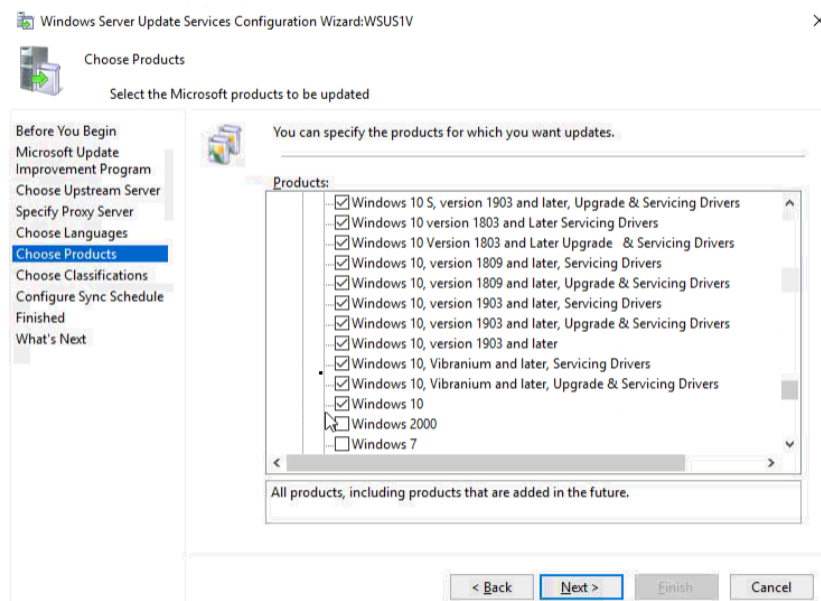 Windows Server Update Services Configuration Wizard:WSUS1V
Choose Products
Select the Microsoft products to be updated
Before You Begin
Microsoft Update
Improvement Program
Choose Upstream Server
Specify Proxy Server
Choose Languages
Choose Products
Choose Classifications
Configure Sync Schedule
Finished
What's Next
You can specify the products for which you want updates.
Products:
Windows 10 S, version 1903 and later, Upgrade & Servicing Drivers
Windows 10 version 1803 and Later Servicing Drivers
Windows 10 Version 1803 and Later Upgrade   & Servicing Drivers
Windows 10, version 1809 and later, Servicing Drivers
Windows 10, version 1809 and later, Upgrade & Servicing Drivers
Windows 10, version 1903 and later, Servicing Drivers
Windows 10, version 1903 and later, Upgrade & Servicing Drivers
Windows 10, version 1903 and later
Windows 10, Vibranium and later, Servicing Drivers
Windows 10, Vibranium and later, Upgrade & Servicing Drivers
Windows 10
Windows 2000
Windows 7
All products, including products that are added in the future.
< Back
Next >
Finish
Cancel